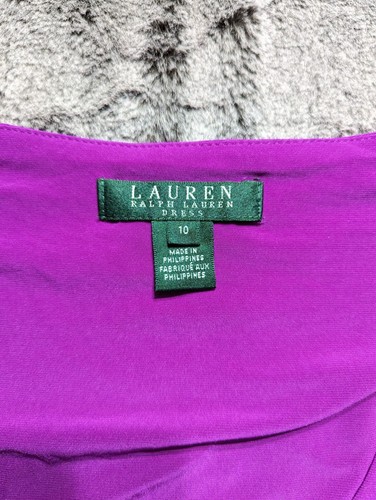 LAUREN
RALPH LAUREN
DRESS
10
MADE IN
PHILIPPINES
FABRIQUÉ AUX
PHILIPPINES